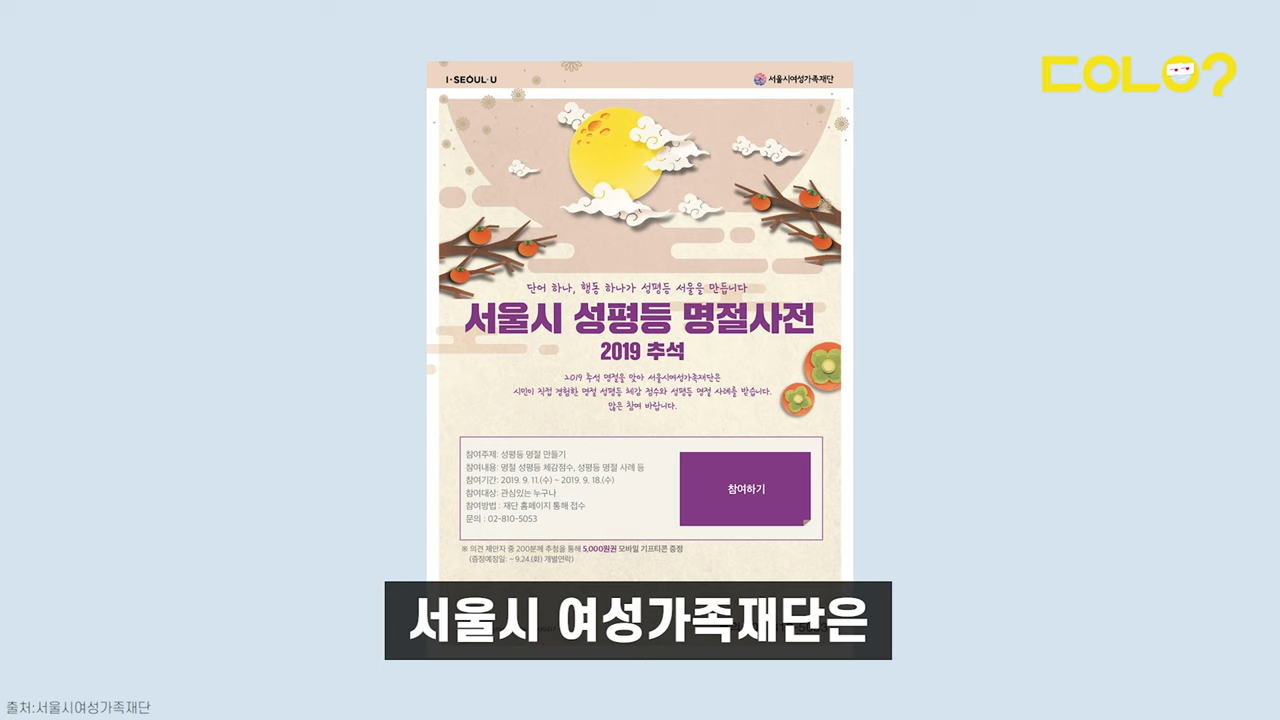 I·SEOUL·U
서울시여성가족재단
단어 하나, 행동 하나가 성평등 서울을 만듭니다
서울시 성평등 명절사전
2019 추석
2019 추석 명절을 맞아 서울시여성가족재단은
시민이 직접 경험한 명절 성평등 체감 점수와 성평등 명절 사례를 받습니다.
많은 참여 바랍니다.
참여주제: 성평등 명절 만들기
참여내용: 명절 성평등 체감점수, 성평등 명절 사례 등
참여기간: 2019. 9. 11.(수) ~ 2019. 9. 18.(수)
참여대상: 관심있는 누구나
참여방법 : 재단 홈페이지 통해 접수
문의 : 02-810-5053
참여하기
※ 의견 제안자 중 200분께 추첨을 통해 5,000원권 모바일 기프티콘 증정
(증정예정일: ~ 9.24.(화) 개별연락)
서울시 여성가족재단은
출처:서울시여성가족재단